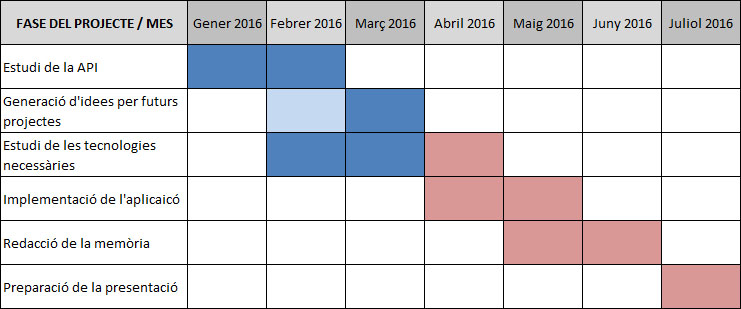 FASE DEL PROJECTE / MES Gener 2016 Febrer 2016 Març 2016 Abril 2016 Maig 2016 Juny 2016 Juliol 2016
Estudi de la API
Generació d'idees per futurs
projectes
Estudi de les tecnologies
necessàries
Implementació de l'aplicaicó
Redacció de la memòria
Preparació de la presentació